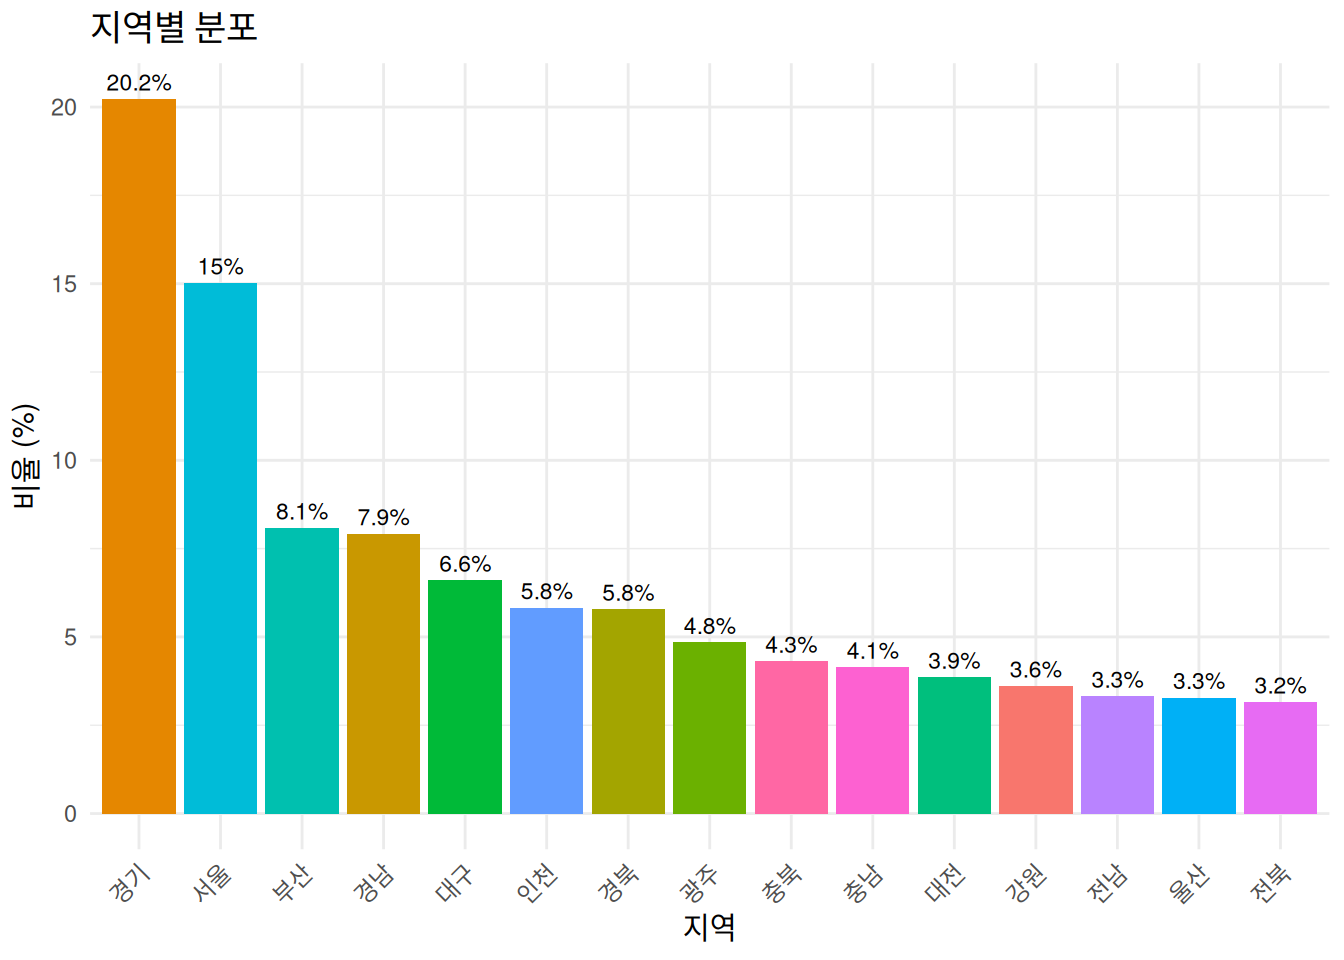 지역별 분포
비율 (%)
20
15
10
5
0
20.2%
15%
8.1%
7.9%
6.6%
5.8%
5.8%
4.8%
4.3%
4.1%
3.9%
3.6%
3.3%
3.3%
3.2%
경기
서울
부산
경남
대구
인천
경북
광주
충북
충남
대전
강원
전남
울산
전북
지역